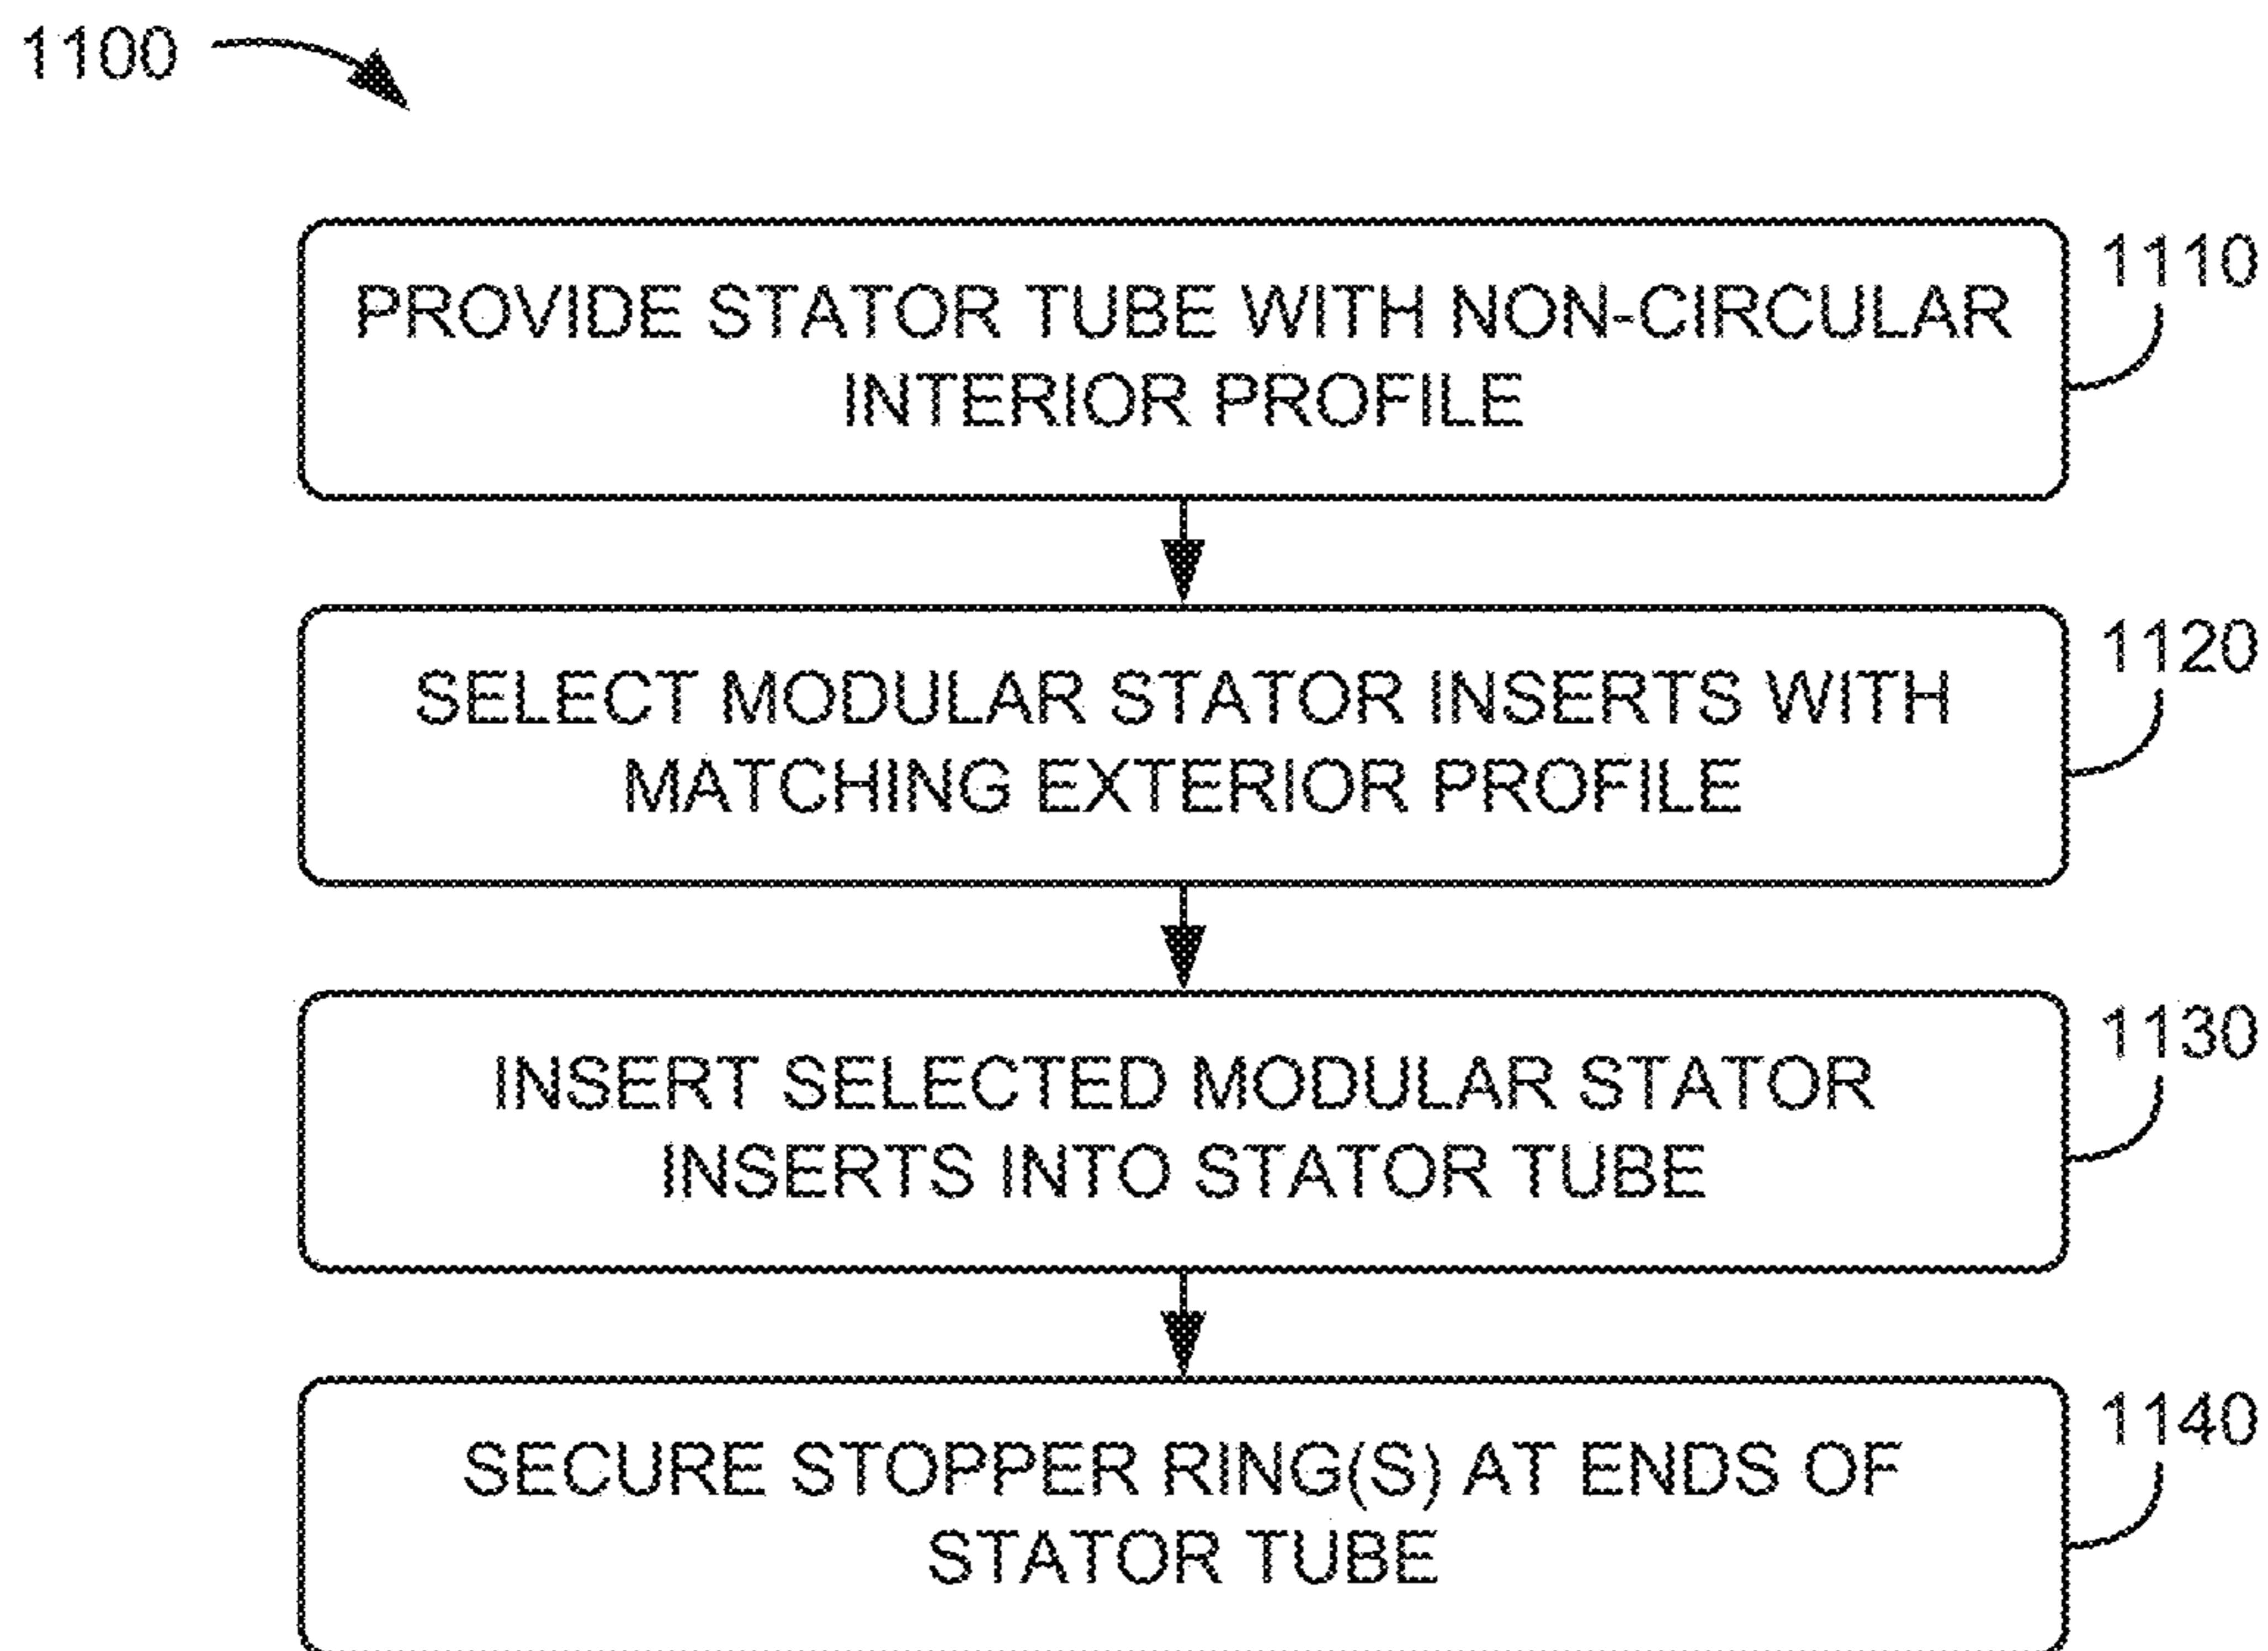 1100
PROVIDE STATOR TUBE WITH NON-CIRCULAR
INTERIOR PROFILE
1110
SELECT MODULAR STATOR INSERTS WITH
MATCHING EXTERIOR PROFILE
1120
INSERT SELECTED MODULAR STATOR
INSERTS INTO STATOR TUBE
1130
SECURE STOPPER RING(S) AT ENDS OF
STATOR TUBE
1140